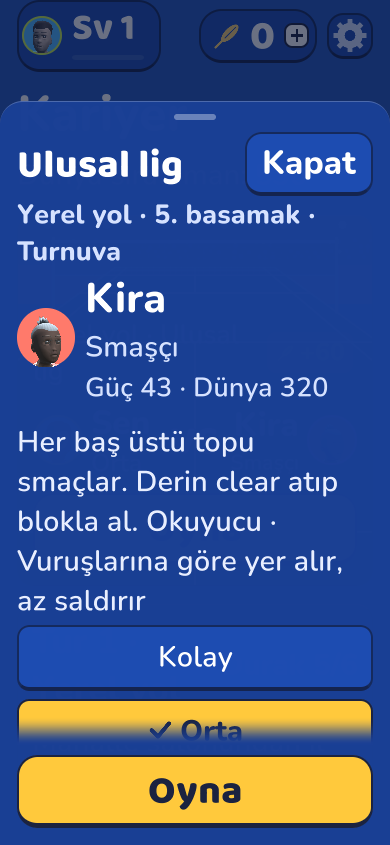 Sv 1
0
Kariyer
Ulusal lig
Kapat
Yerel yol · 5. basamak ·
Turnuva
Kira
Smaşçı
Güç 43 · Dünya 320
Her baş üstü topu
smaçlar. Derin clear atıp
blokla al. Okuyucu ·
Vuruşlarına göre yer alır,
az saldırır
Kolay
Orta
Oyna